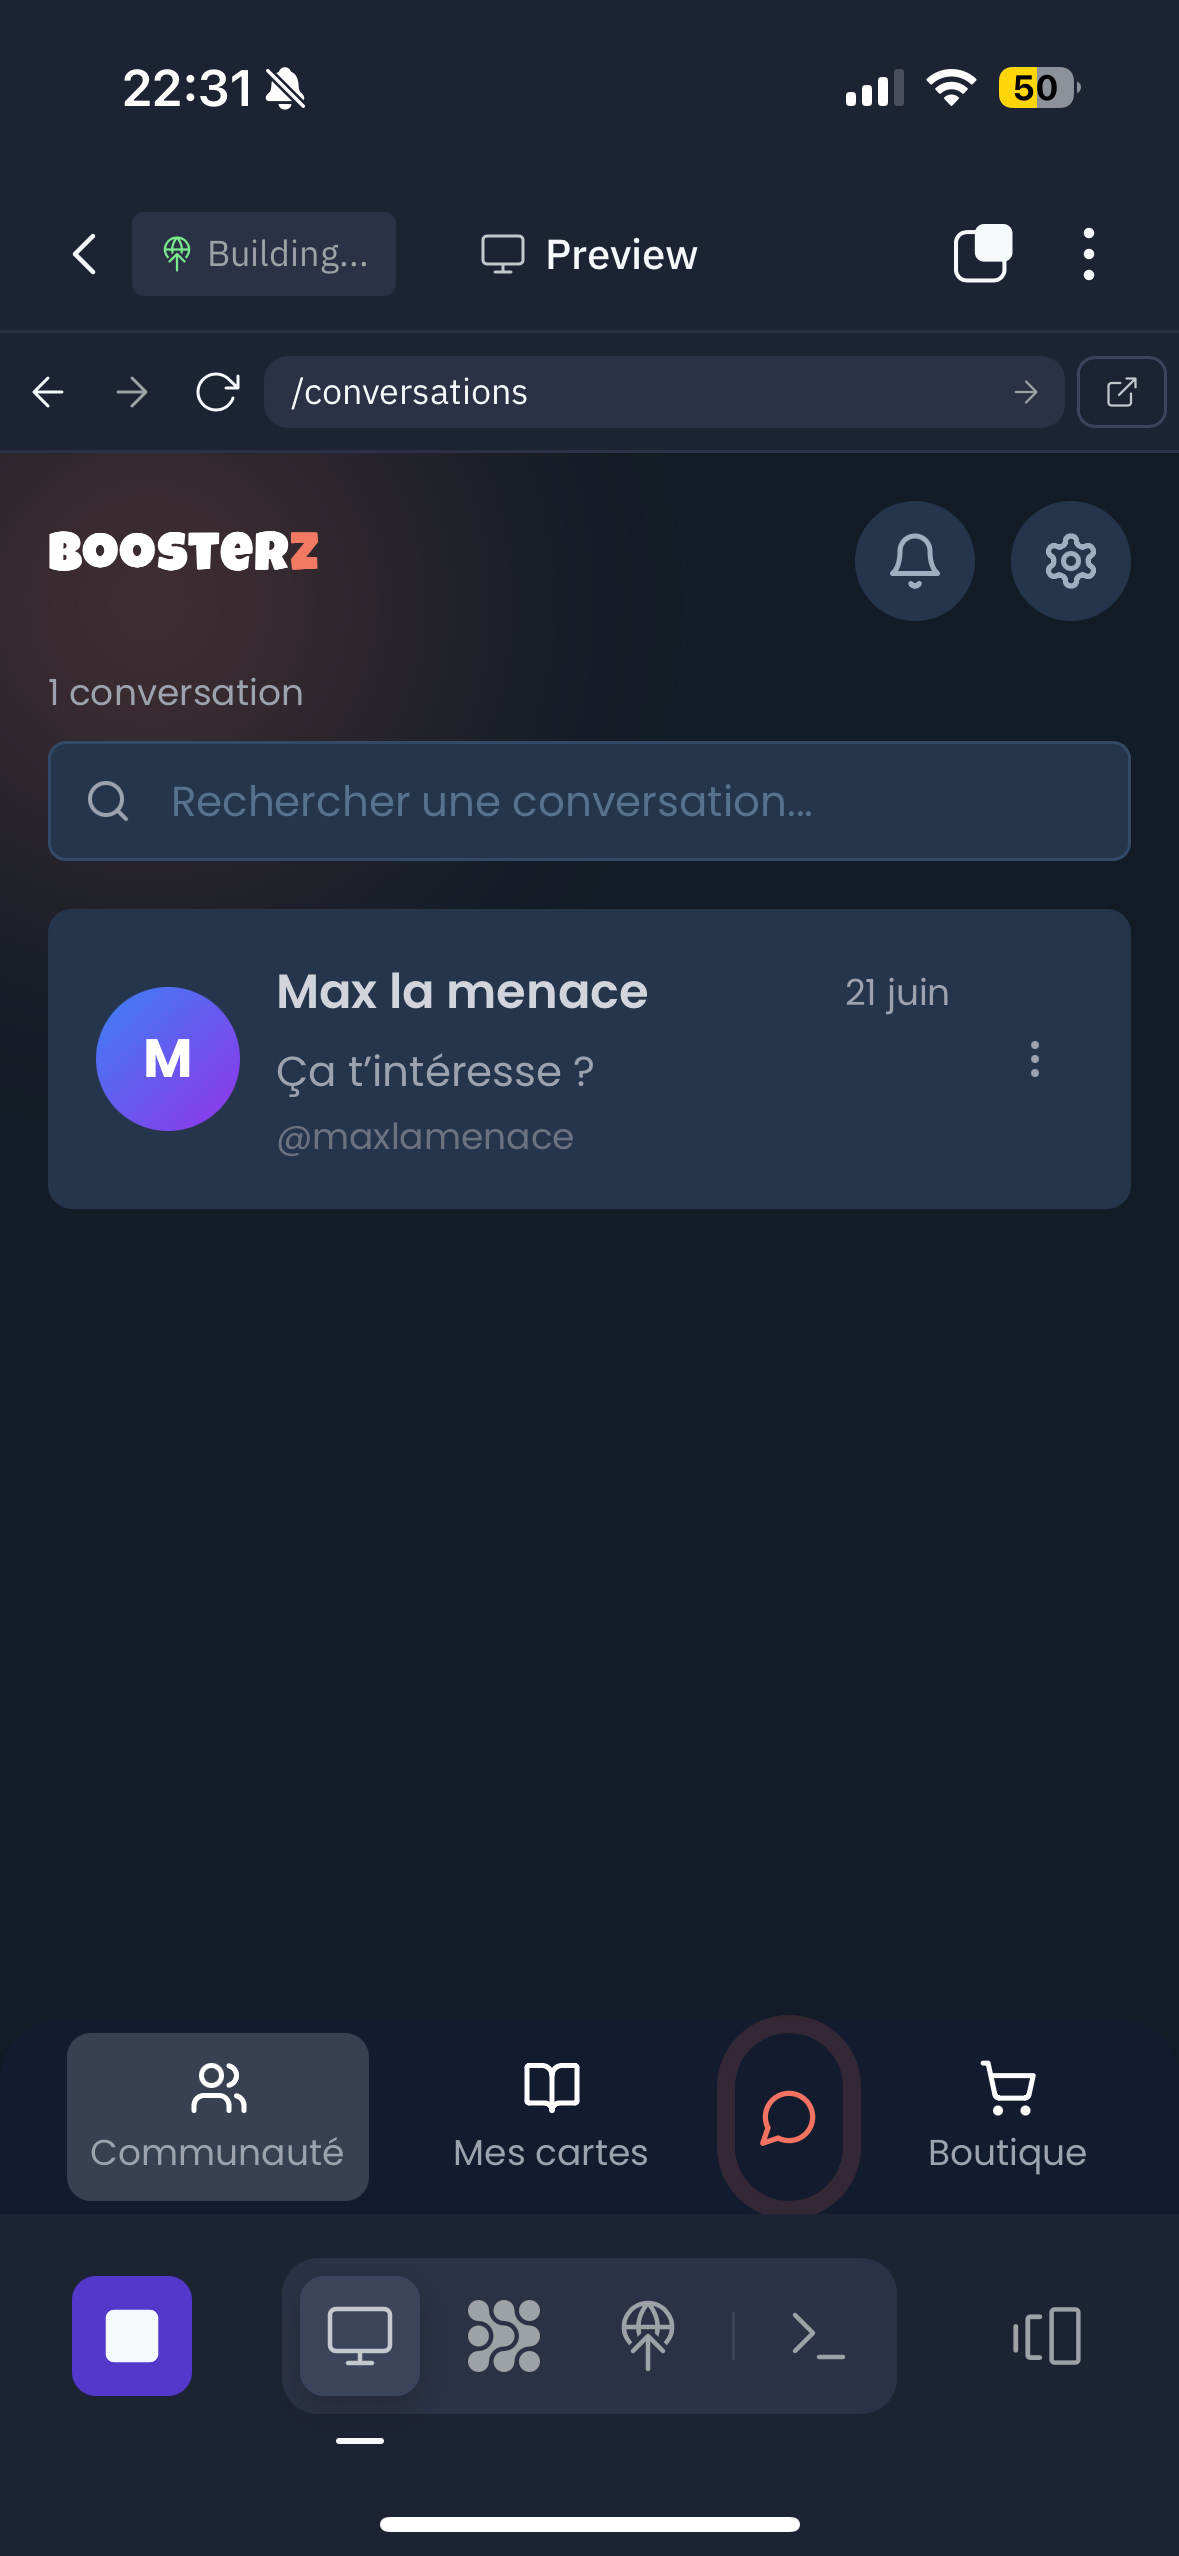 22:31
50
Building...
Preview
/conversations
BOOSTERZ
1 conversation
Rechercher une conversation...
Max la menace
21 juin
M
Ça t’intéresse ?
@maxlamenace
Communauté
Mes cartes
Boutique